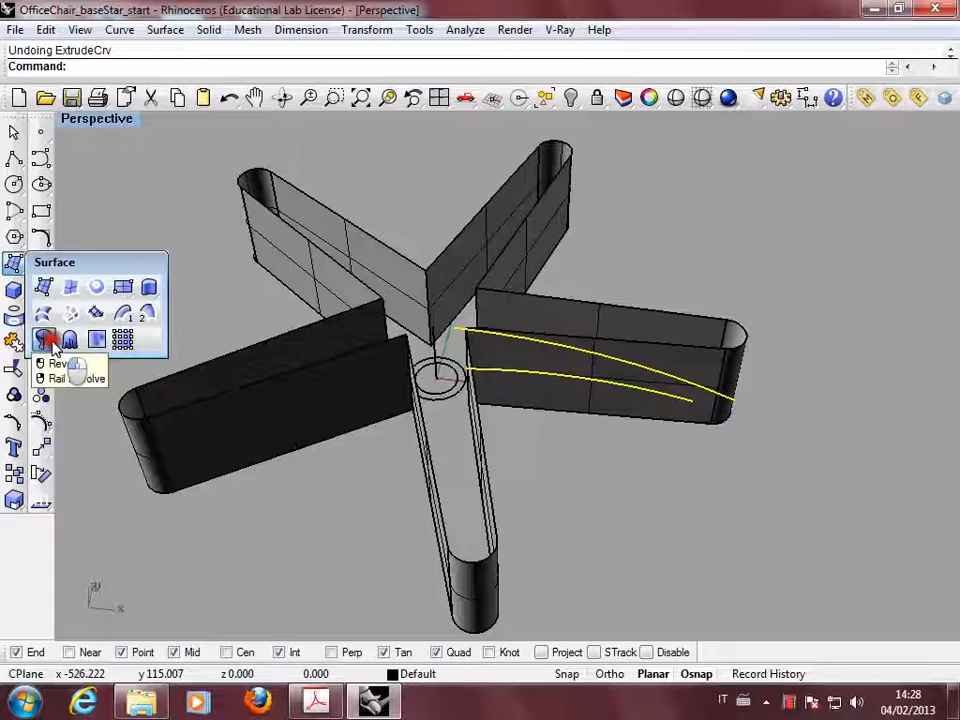 OfficeChair_baseStar_start - Rhinoceros (Educational Lab License) - [Perspective]
File Edit View Curve Surface Solid Mesh Dimension Transform Tools Analyze Render V-Ray Help
Undoing ExtrudeCrv
Command:
Perspective
Surface
1 2
Rev
Rail olve
x
End Near Point Mid Cen Int Perp Tan Quad Knot Project STrack Disable
CPlane x -526.222 y 115.007 z 0.000 0.000 Default Snap Ortho Planar Osnap Record History
IT 14:28
04/02/2013